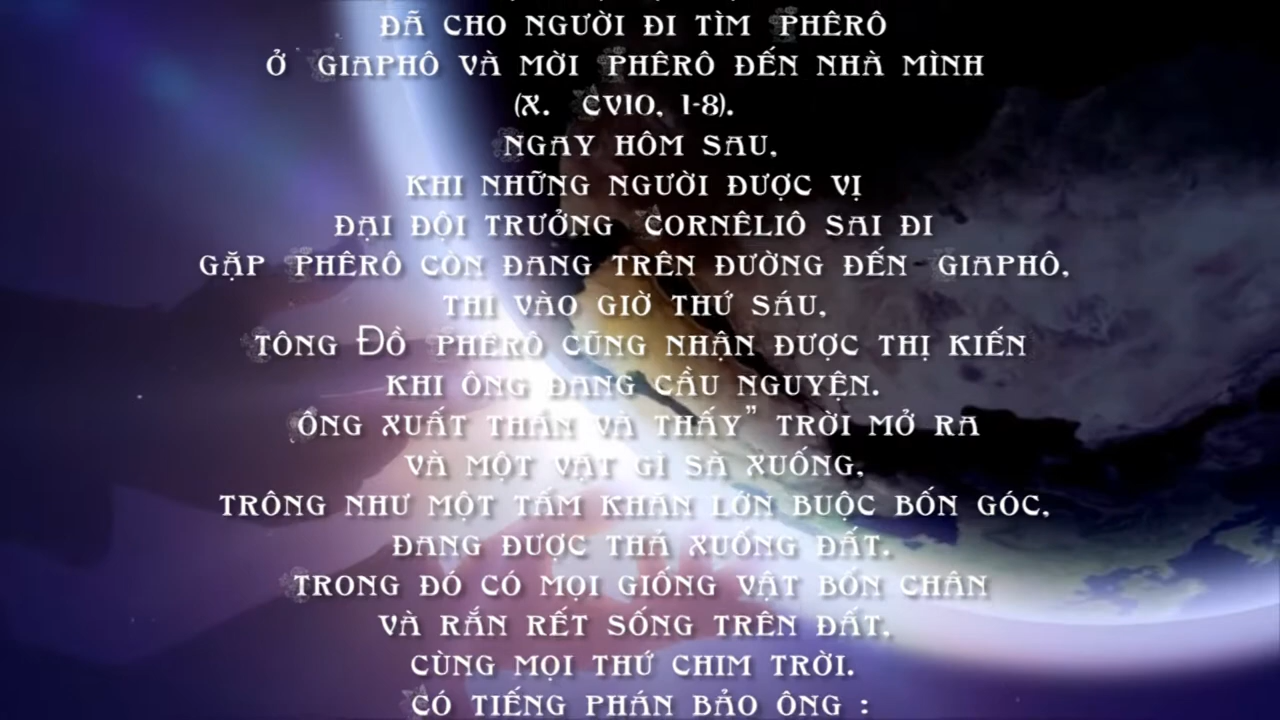 ĐÃ CHO NGƯỜI ĐI TÌM PHÊRÔ
Ở GIAPHÔ VÀ MỜI PHÊRÔ ĐẾN NHÀ MÌNH
(X. CV10, 1-8).
NGAY HÔM SAU,
KHI NHỮNG NGƯỜI ĐƯỢC VỊ
ĐẠI ĐỘI TRƯỞNG CORNÊLIÔ SAI ĐI
GẶP PHÊRÔ CÒN ĐANG TRÊN ĐƯỜNG ĐẾN GIAPHÔ,
THI VÀO GIỜ THỨ SÁU,
TÔNG ĐỒ PHÊRÔ CŨNG NHẬN ĐƯỢC THỊ KIẾN
KHI ÔNG ĐANG CẦU NGUYỆN.
ÔNG XUẤT THẦN VÀ THẤY” TRỜI MỞ RA
VÀ MỘT VẬT GÌ SÀ XUỐNG,
TRÔNG NHƯ MỘT TẤM KHĂN LỚN BUỘC BỐN GÓC,
ĐANG ĐƯỢC THẢ XUỐNG ĐẤT.
TRONG ĐÓ CÓ MỌI GIỐNG VẬT BỐN CHÂN
VÀ RẮN RẾT SỐNG TRÊN ĐẤT,
CÙNG MỌI THỨ CHIM TRỜI.
CÓ TIẾNG PHÁN BẢO ÔNG :